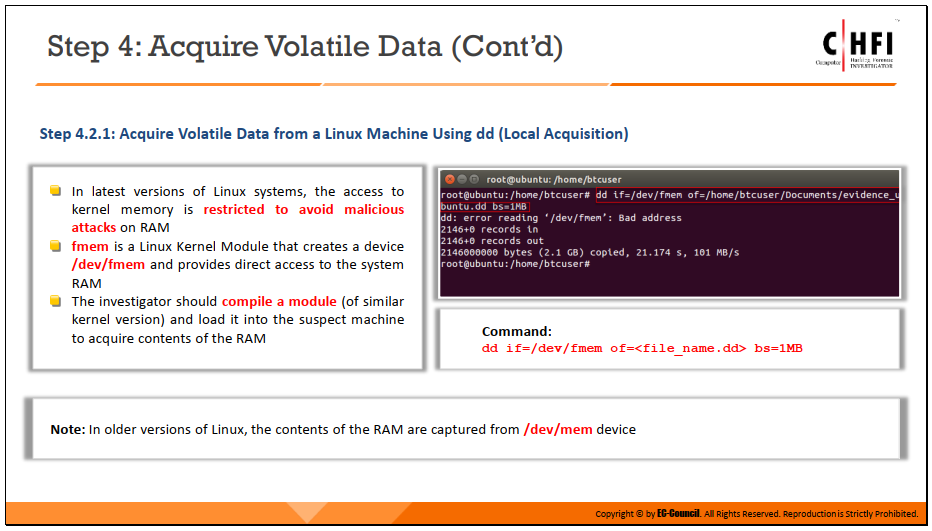 Step 4: Acquire Volatile Data (Cont’d)
C HFI
Computer Hacking Forensic
INVESTIGATOR
Step 4.2.1: Acquire Volatile Data from a Linux Machine Using dd (Local Acquisition)
In latest versions of Linux systems, the access to
kernel memory is restricted to avoid malicious
attacks on RAM
fmem is a Linux Kernel Module that creates a device
/dev/fmem and provides direct access to the system
RAM
The investigator should compile a module (of similar
kernel version) and load it into the suspect machine
to acquire contents of the RAM
root@ubuntu: /home/btcuser
root@ubuntu:/home/btcuser# dd if=/dev/fmem of=/home/btcuser/Documents/evidence_u
buntu.dd bs=1MB
dd: error reading ‘/dev/fmem’: Bad address
2146+0 records in
2146+0 records out
2146000000 bytes (2.1 GB) copied, 21.174 s, 101 MB/s
root@ubuntu:/home/btcuser#
Command:
dd if=/dev/fmem of=<file_name.dd> bs=1MB
Note: In older versions of Linux, the contents of the RAM are captured from /dev/mem device
Copyright © by EC-Council. All Rights Reserved. Reproduction is Strictly Prohibited.